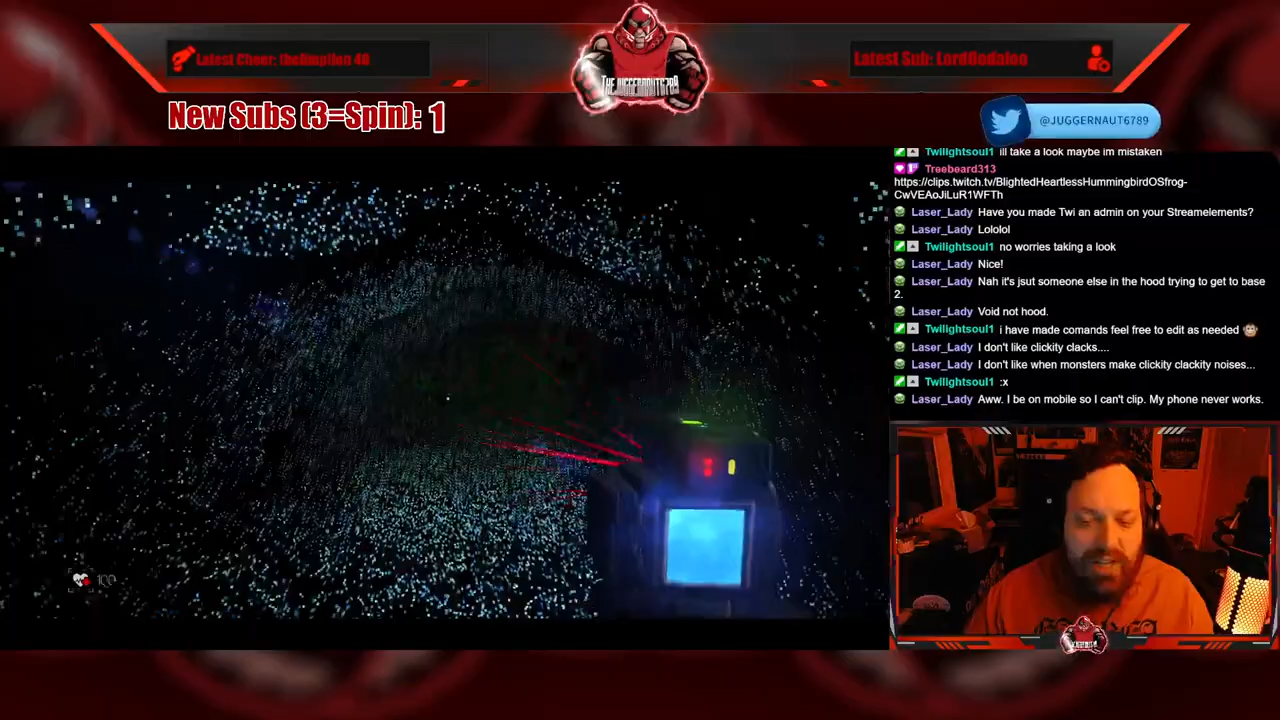 Latest Cheer: theDimption 40
THEJUGGERNAUT6789
Latest Sub: LordOodaloo
New Subs (3=Spin): 1
@JUGGERNAUT6789
Twilightsoul1 ill take a look maybe im mistaken
Treebeard313
https://clips.twitch.tv/BlightedHeartlessHummingbirdOSfrog-
CwVEAoJiLuR1WFTh
Laser_Lady Have you made Twi an admin on your Streamelements?
Laser_Lady Lololol
Twilightsoul1 no worries taking a look
Laser_Lady Nice!
Laser_Lady Nah it's jsut someone else in the hood trying to get to base
2.
Laser_Lady Void not hood.
Twilightsoul1 i have made comands feel free to edit as needed
Laser_Lady I don't like clickity clacks....
Laser_Lady I don't like when monsters make clickity clackity noises...
Twilightsoul1 :x
Laser_Lady Aww. I be on mobile so I can't clip. My phone never works.
100